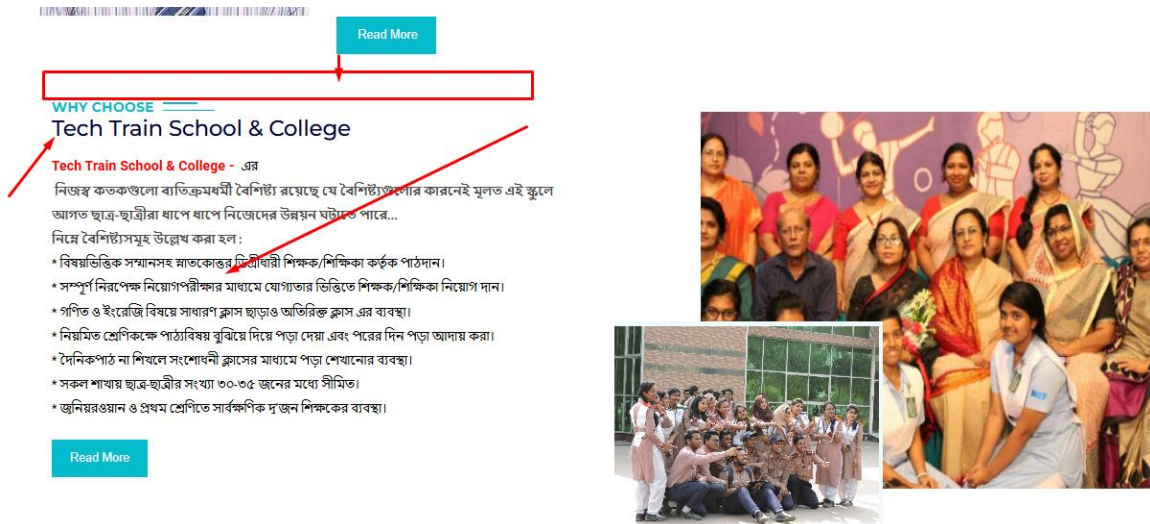 Read More
WHY CHOOSE
Tech Train School & College
Tech Train School & College - এর
নিজস্ব কতকগুলো ব্যতিক্রমধর্মী বৈশিষ্ট্য রয়েছে যে বৈশিষ্ট্যগুলোর কারনেই মূলত এই স্কুলে
আগত ছাত্র-ছাত্রীরা ধাপে ধাপে নিজেদের উন্নয়ন ঘটাতে পারে...
নিম্নে বৈশিষ্ট্যসমূহ উল্লেখ করা হল :
* বিষয়ভিত্তিক সম্মানসহ স্নাতকোত্তর ডিগ্রীধারী শিক্ষক/শিক্ষিকা কর্তৃক পাঠদান।
* সম্পূর্ণ নিরপেক্ষ নিয়োগপরীক্ষার মাধ্যমে যোগ্যতার ভিত্তিতে শিক্ষক/শিক্ষিকা নিয়োগ দান।
* গণিত ও ইংরেজি বিষয়ে সাধারণ ক্লাস ছাড়াও অতিরিক্ত ক্লাস এর ব্যবস্থা।
* নিয়মিত শ্রেণিকক্ষে পাঠ্যবিষয় বুঝিয়ে দিয়ে পড়া দেয়া এবং পরের দিন পড়া আদায় করা।
* দৈনিকপাঠ না শিখলে সংশোধনী ক্লাসের মাধ্যমে পড়া শেখানোর ব্যবস্থা।
* সকল শাখায় ছাত্র-ছাত্রীর সংখ্যা ৩০-৩৫ জনের মধ্যে সীমিত।
* জুনিয়রওয়ান ও প্রথম শ্রেণিতে সার্বক্ষণিক দু'জন শিক্ষকের ব্যবস্থা।
Read More